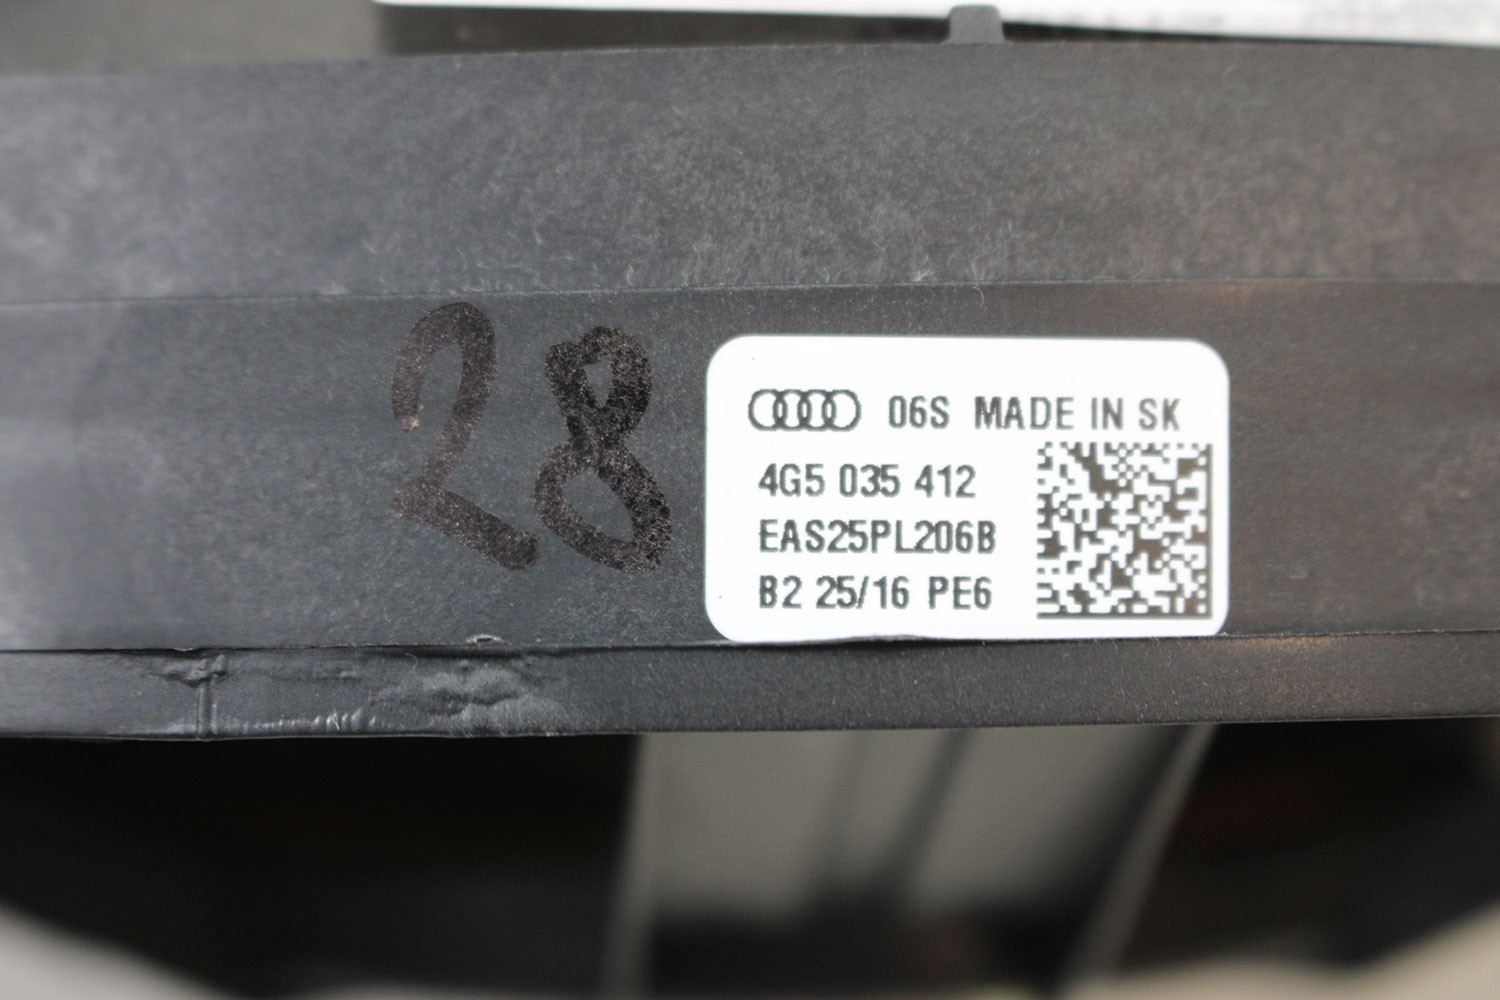 28
06S MADE IN SK
4G5 035 412
EAS25PL206B
B2 25/16 PE6